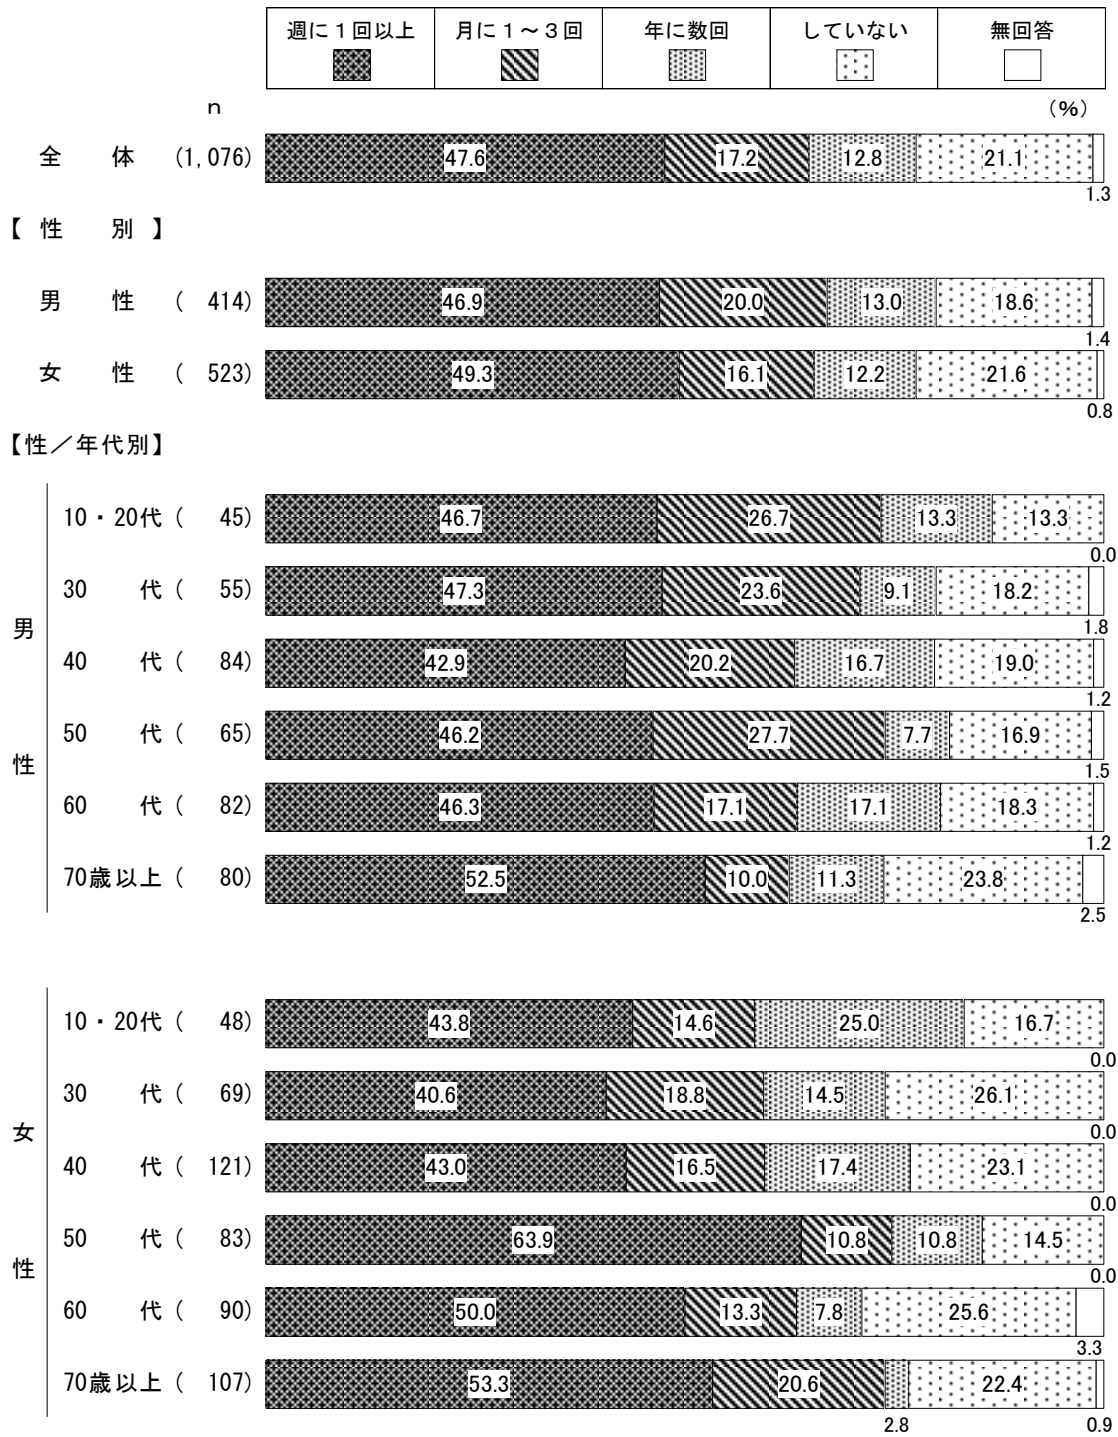 週に１回以上 月に１～３回 年に数回 していない 無回答
n (%)
全 体 (1,076) 47.6 17.2 12.8 21.1
1.3
【 性 別 】
男 性 ( 414) 46.9 20.0 13.0 18.6
1.4
女 性 ( 523) 49.3 16.1 12.2 21.6
0.8
【性／年代別】
男性
10・20代 ( 45) 46.7 26.7 13.3 13.3
0.0
30 代 ( 55) 47.3 23.6 9.1 18.2
1.8
40 代 ( 84) 42.9 20.2 16.7 19.0
1.2
50 代 ( 65) 46.2 27.7 7.7 16.9
1.5
60 代 ( 82) 46.3 17.1 17.1 18.3
1.2
70歳以上 ( 80) 52.5 10.0 11.3 23.8
2.5
女性
10・20代 ( 48) 43.8 14.6 25.0 16.7
0.0
30 代 ( 69) 40.6 18.8 14.5 26.1
0.0
40 代 ( 121) 43.0 16.5 17.4 23.1
0.0
50 代 ( 83) 63.9 10.8 10.8 14.5
0.0
60 代 ( 90) 50.0 13.3 7.8 25.6
3.3
70歳以上 ( 107) 53.3 20.6 22.4
2.8 0.9